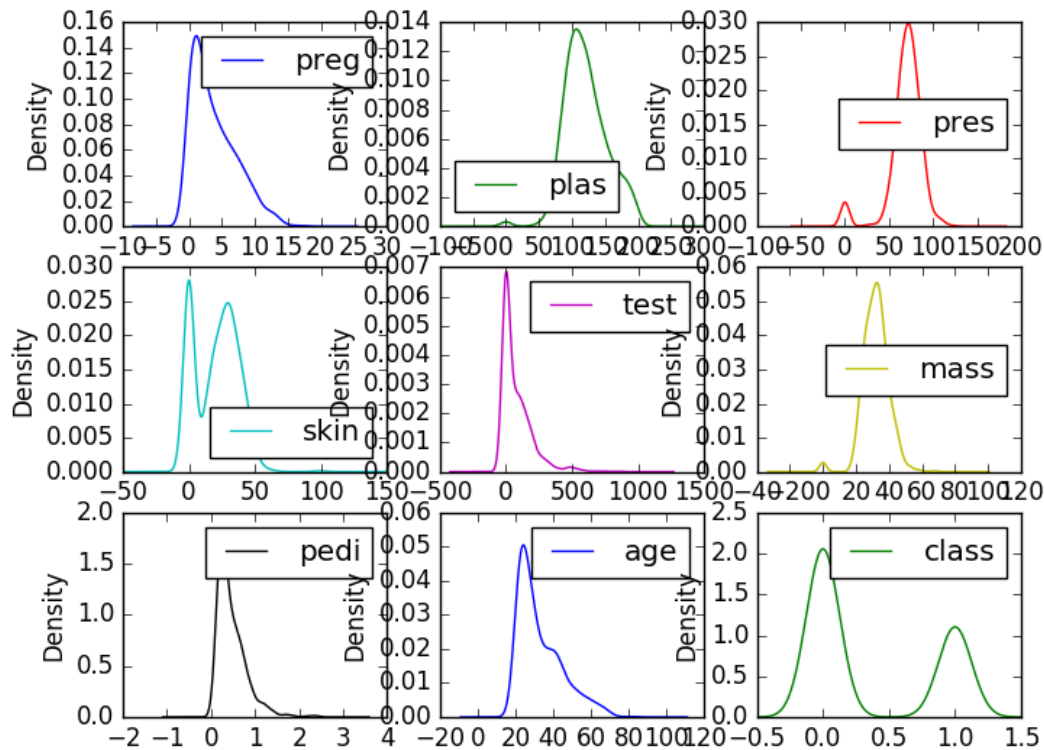 0.16
0.14
0.12
0.10
0.08
0.06
0.04
0.02
0.00
Density
preg
−10 −5 0 5 10 15 20 25 30
0.014
0.012
0.010
0.008
0.006
0.004
0.002
0.000
Density
plas
−100 −50 0 50 100 150 200 250 300
0.030
0.025
0.020
0.015
0.010
0.005
0.000
Density
pres
−100 −50 0 50 100 150 200
0.030
0.025
0.020
0.015
0.010
0.005
0.000
Density
skin
−50 0 50 100 150
0.007
0.006
0.005
0.004
0.003
0.002
0.001
0.000
Density
test
−500 0 500 1000 1500
0.06
0.05
0.04
0.03
0.02
0.01
0.00
Density
mass
−40 −20 0 20 40 60 80 100 120
2.0
1.5
1.0
0.5
0.0
Density
pedi
−2 −1 0 1 2 3 4
0.06
0.05
0.04
0.03
0.02
0.01
0.00
Density
age
−20 0 20 40 60 80 100 120
2.5
2.0
1.5
1.0
0.5
0.0
Density
class
−0.5 0.0 0.5 1.0 1.5